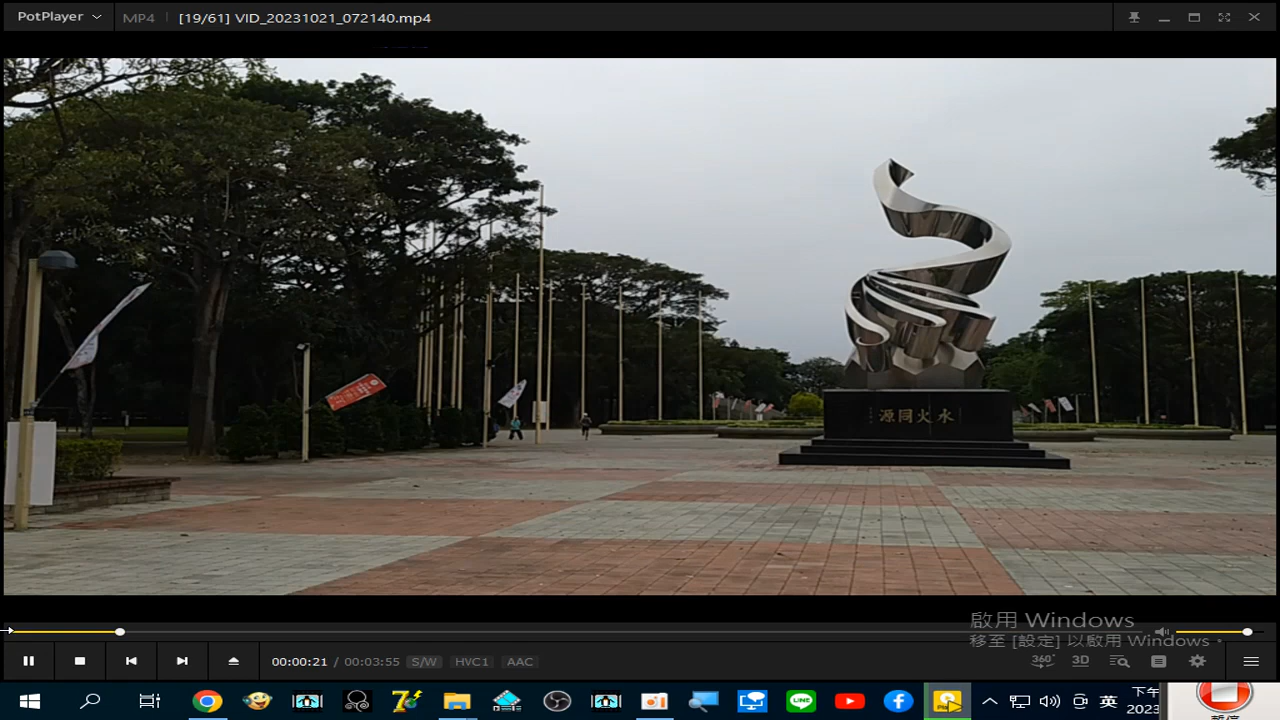 PotPlayer
MP4
[19/61] VID_20231021_072140.mp4
源同火水
啟用 Windows
移至 [設定] 以啟用 Windows。
00:00:21 / 00:03:55
S/W
HVC1
AAC
360°
3D
英
下午
2023